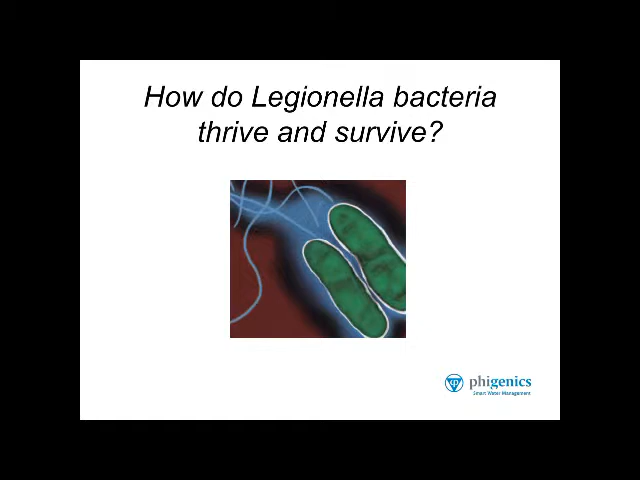 How do Legionella bacteria
thrive and survive?
phigenics
Smart Water Management